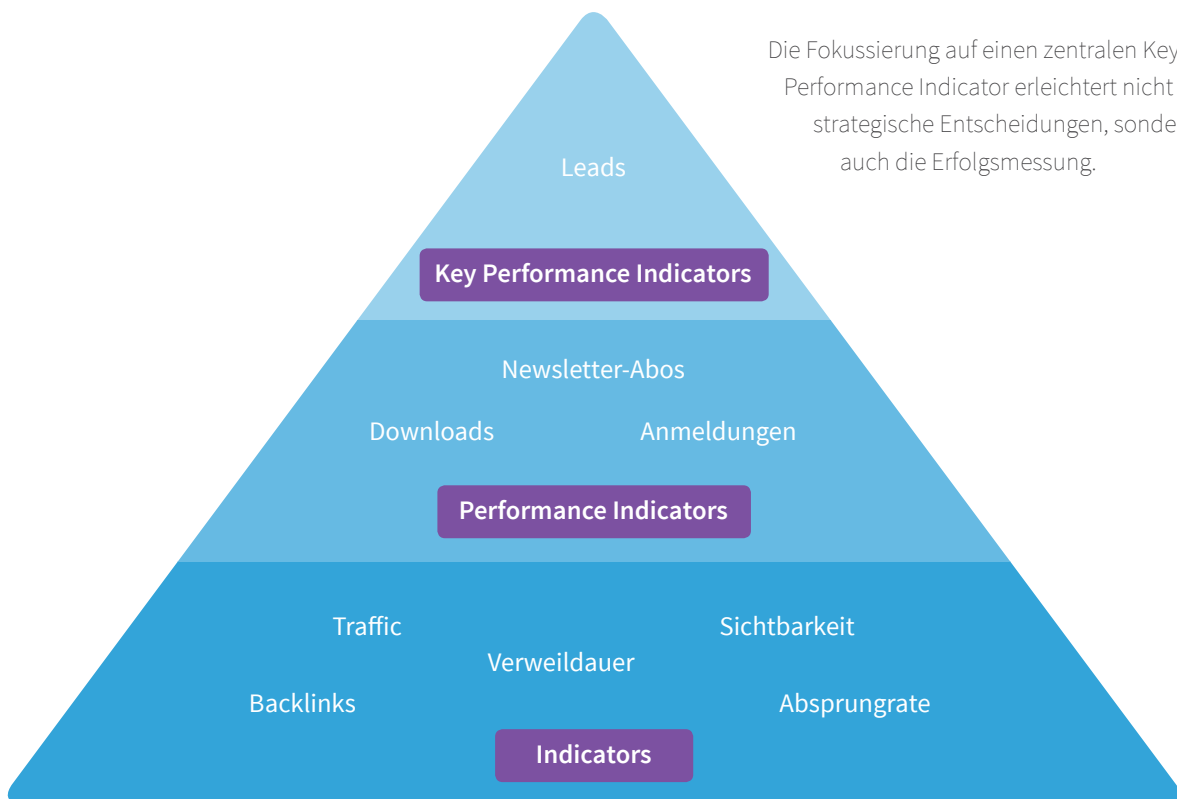 Die Fokussierung auf einen zentralen Key
Performance Indicator erleichtert nicht
strategische Entscheidungen, sonde
auch die Erfolgsmessung.
Leads
Key Performance Indicators
Newsletter-Abos
Downloads Anmeldungen
Performance Indicators
Traffic Sichtbarkeit
Verweildauer
Backlinks Absprungrate
Indicators